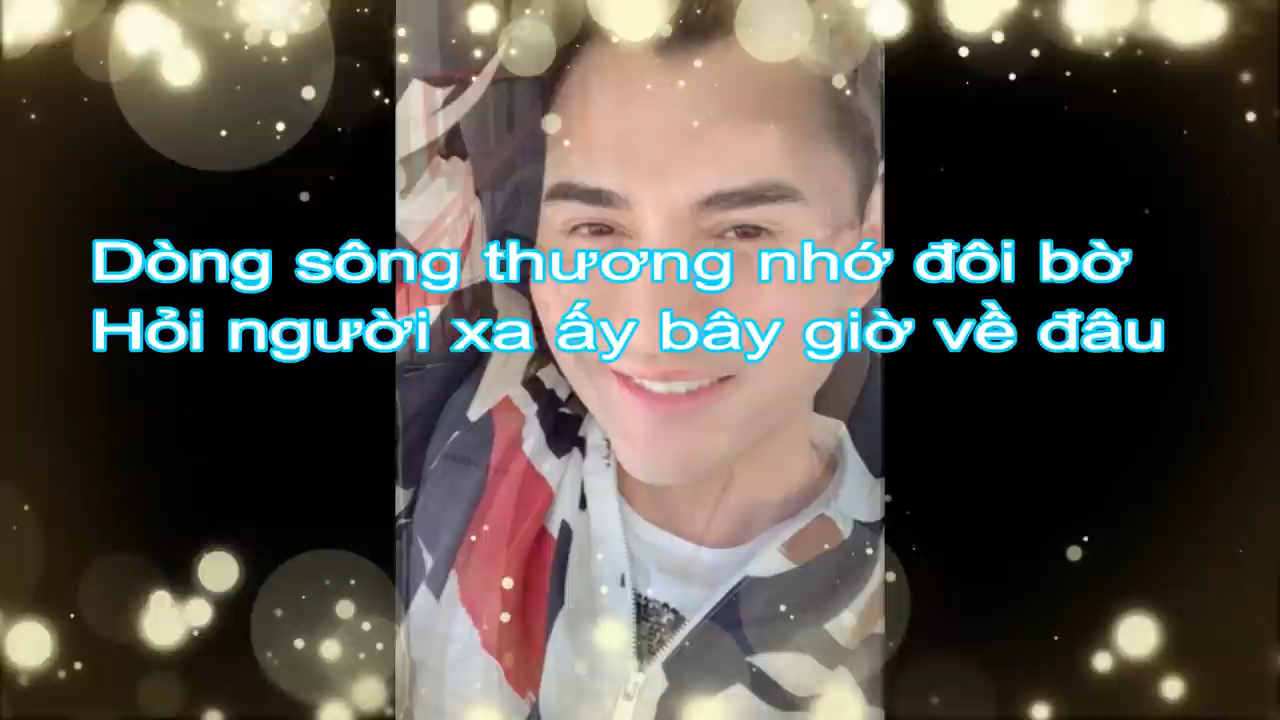 Dòng sông thương nhớ đôi bờ
Hỏi người xa ấy bây giờ về đâu